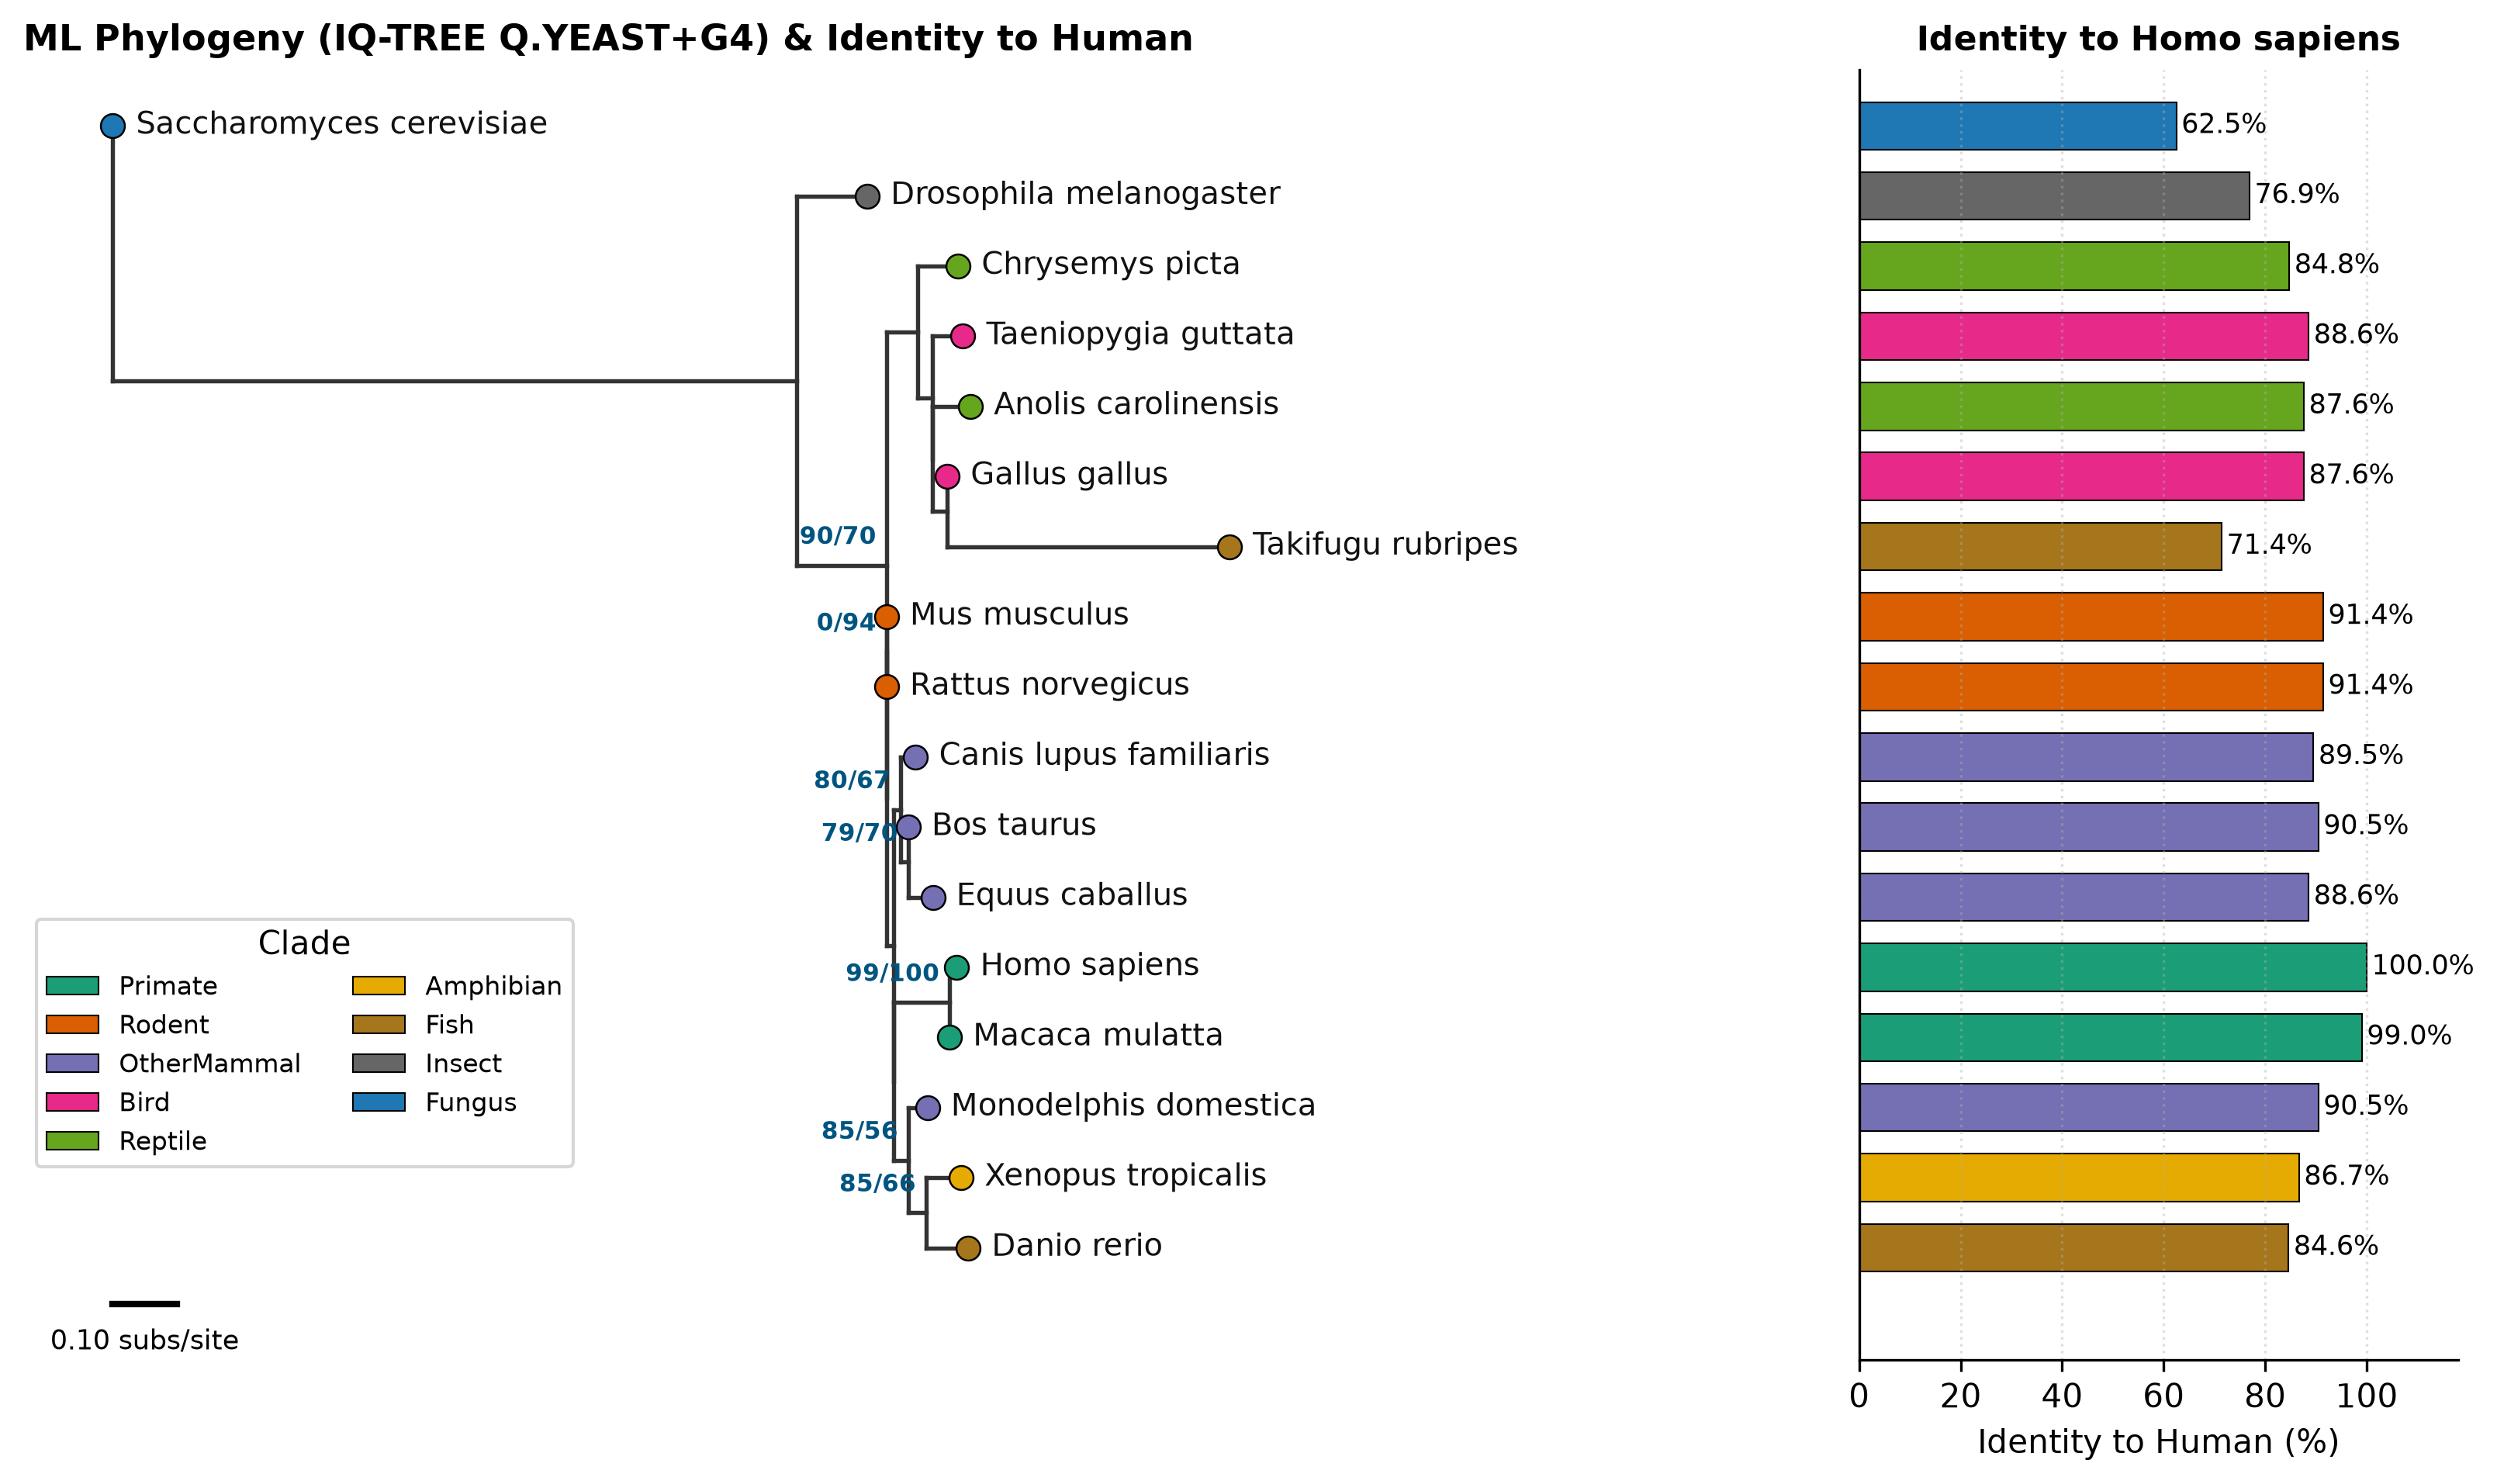 ML Phylogeny (IQ-TREE Q.YEAST+G4) & Identity to Human
Identity to Homo sapiens
Saccharomyces cerevisiae
62.5%
Drosophila melanogaster
76.9%
Chrysemys picta
84.8%
Taeniopygia guttata
88.6%
Anolis carolinensis
87.6%
Gallus gallus
87.6%
90/70
Takifugu rubripes
71.4%
0/94
Mus musculus
91.4%
Rattus norvegicus
91.4%
Canis lupus familiaris
89.5%
80/67
79/70
Bos taurus
90.5%
Equus caballus
88.6%
99/100
Homo sapiens
100.0%
Macaca mulatta
99.0%
Monodelphis domestica
90.5%
85/56
85/66
Xenopus tropicalis
86.7%
Danio rerio
84.6%
Clade
Primate
Rodent
OtherMammal
Bird
Reptile
Amphibian
Fish
Insect
Fungus
0.10 subs/site
0 20 40 60 80 100
Identity to Human (%)